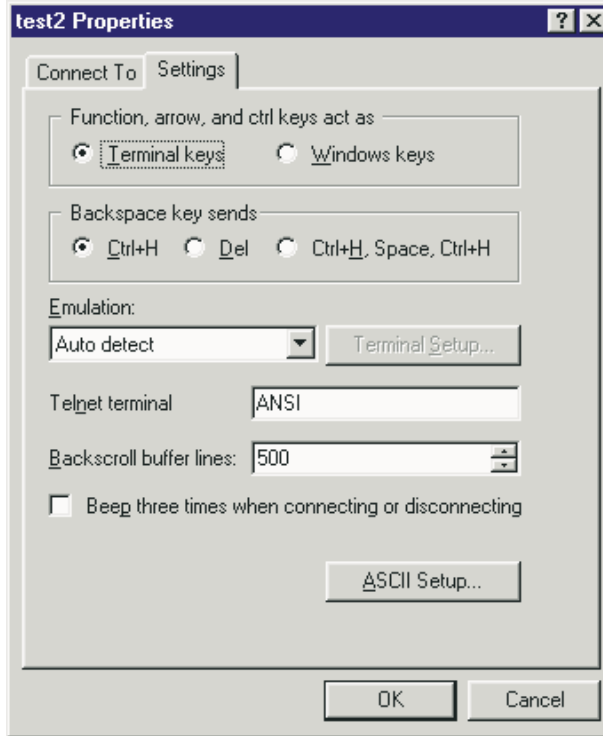 test2 Properties
Connect To Settings
Function, arrow, and ctrl keys act as
Terminal keys Windows keys
Backspace key sends
Ctrl+H Del Ctrl+H, Space, Ctrl+H
Emulation:
Auto detect Terminal Setup...
Telnet terminal ANSI
Backscroll buffer lines: 500
Beep three times when connecting or disconnecting
ASCII Setup...
OK Cancel